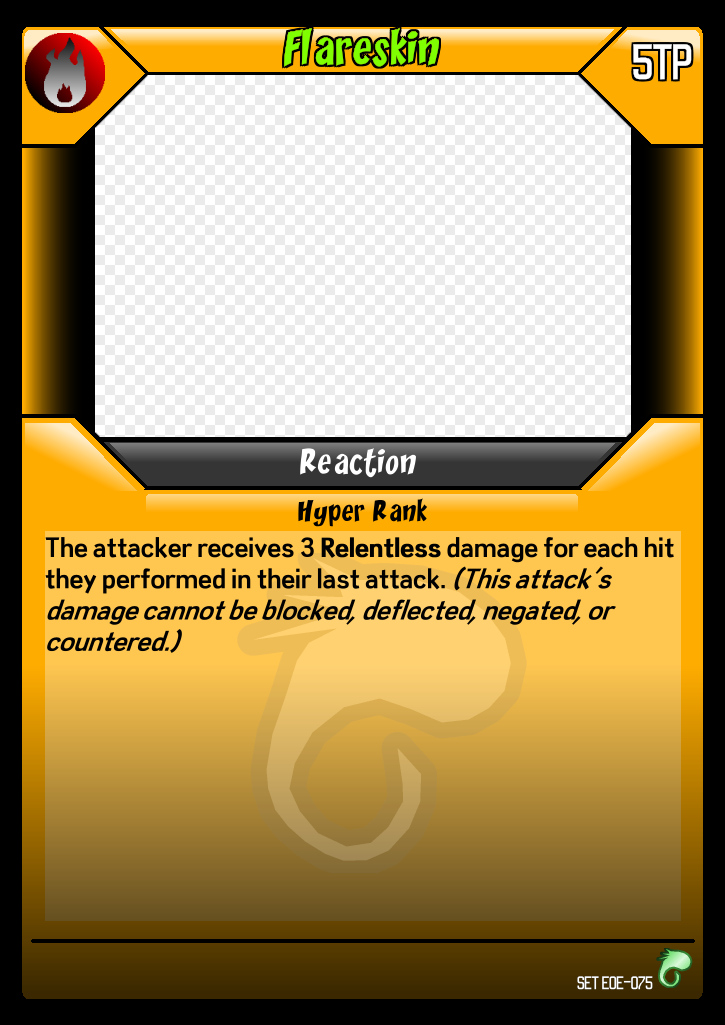 Flareskin
5TP
Reaction
Hyper Rank
The attacker receives 3 Relentless damage for each hit
they performed in their last attack. (This attack's
damage cannot be blocked, deflected, negated, or
countered.)
SET EOE-075